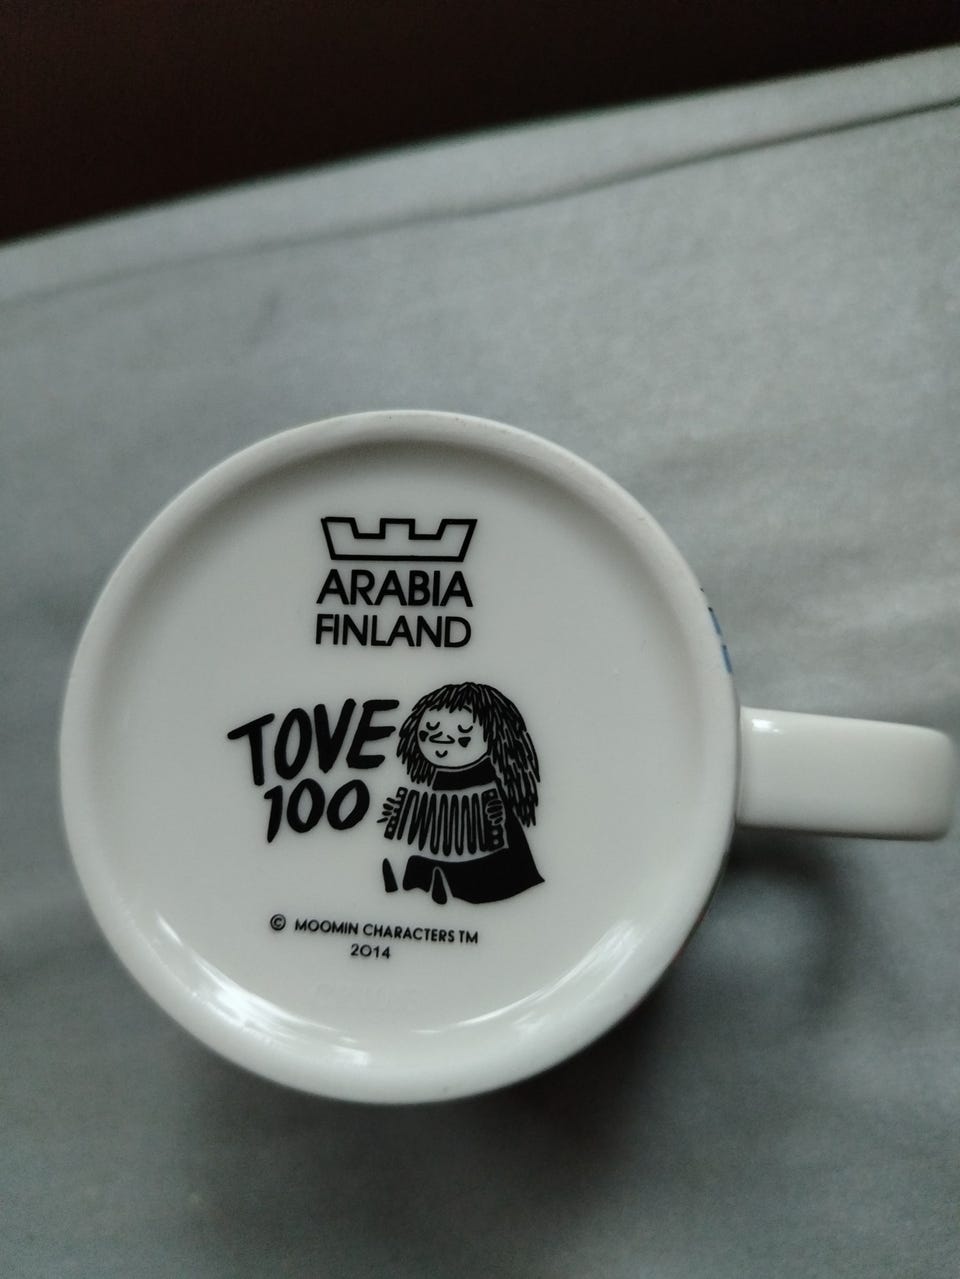 ARABIA
FINLAND
TOVE
100
© MOOMIN CHARACTERS TM
2014